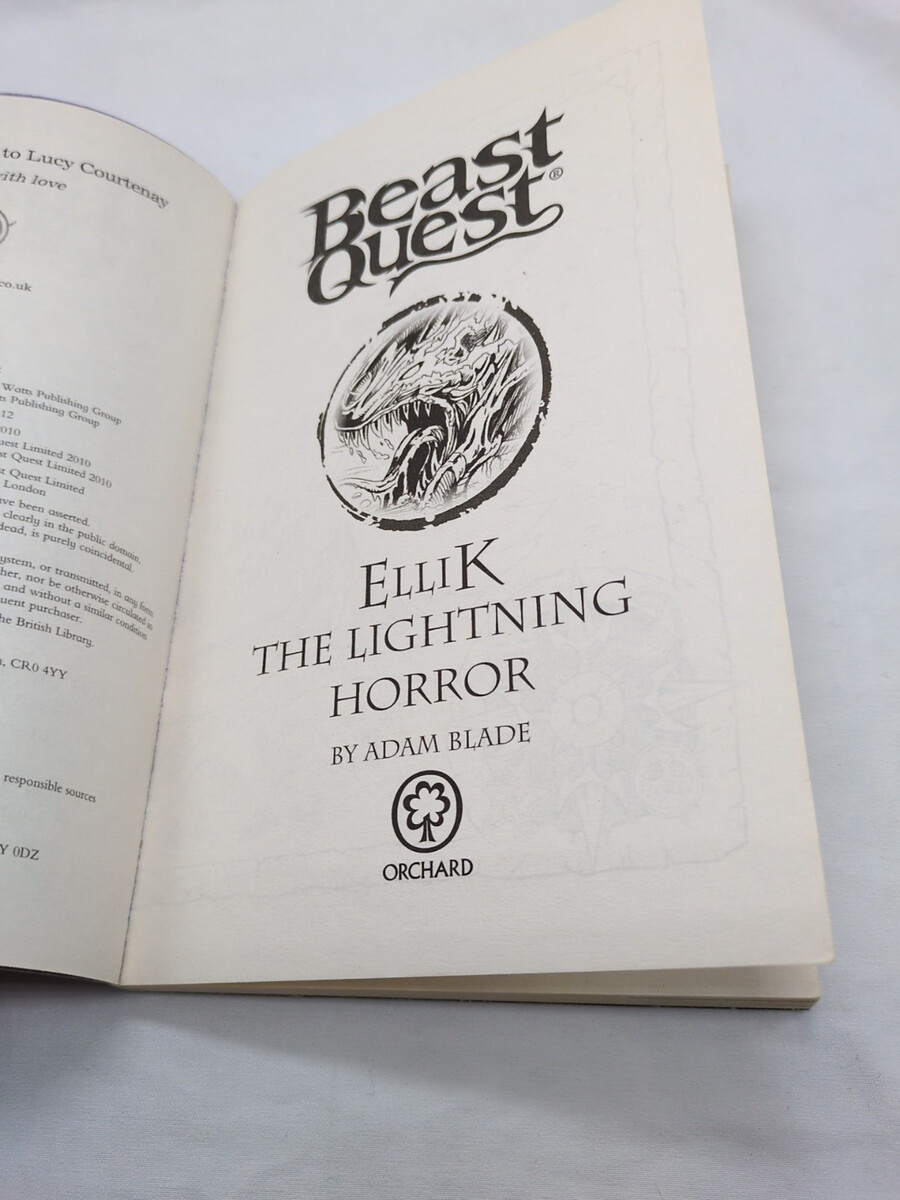 to Lucy Courtenay
with love
co.uk
Watts Publishing Group
Publishing Group
12
2010
Quest Limited 2010
Quest Limited 2010
Quest Limited
London
have been asserted.
clearly in the public domain,
dead, is purely coincidental.
system, or transmitted, in any form
nor be otherwise circulated in
and without a similar condition
purchaser.
the British Library.
CR0 4YY
responsible sources
Y 0DZ
Beast
Quest®
ELLIK
THE LIGHTNING
HORROR
BY ADAM BLADE
ORCHARD